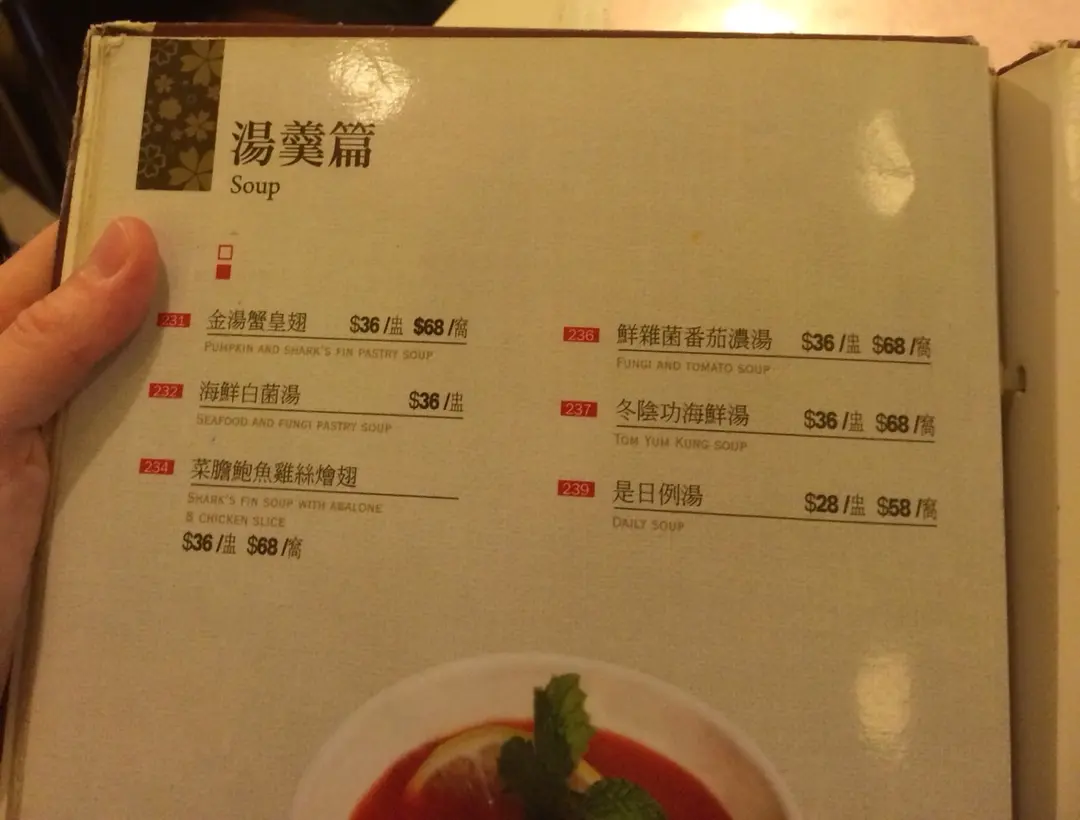 湯羹篇
Soup
231 金湯蟹皇翅 $36 /盅 $68 /窩
PUMPKIN AND SHARK'S FIN PASTRY SOUP
232 海鮮白菌湯 $36 /盅
SEAFOOD AND FUNGI PASTRY SOUP
234 菜膽鮑魚雞絲燴翅
SHARK'S FIN SOUP WITH ABALONE
& CHICKEN SLICE
$36 /盅 $68 /窩
236 鮮雜菌番茄濃湯 $36 /盅 $68 /窩
FUNGI AND TOMATO SOUP
237 冬陰功海鮮湯 $36 /盅 $68 /窩
TOM YUM KUNG SOUP
239 是日例湯 $28 /盅 $58 /窩
DAILY SOUP